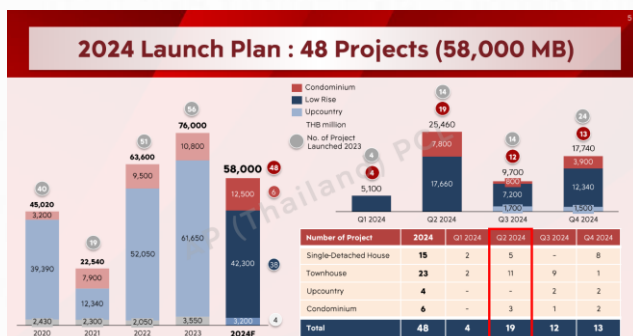 5
2024 Launch Plan : 48 Projects (58,000 MB)
Condominium
Low Rise
Upcountry
THB million
No. of Project
Launched 2023
40
45,020
3,200
39,390
2,430
2020
19
22,540
7,900
12,340
2,300
2021
51
63,600
9,500
52,050
2,050
2022
56
76,000
10,800
61,650
3,550
2023
58,000
48
12,500
6
42,300
38
3,200
4
2024F
4
4
5,100
Q1 2024
14
19
25,460
7,800
17,660
Q2 2024
14
12
9,700
800
7,200
1,700
Q3 2024
24
13
17,740
3,900
12,340
1,500
Q4 2024
Number of Project 2024 Q1 2024 Q2 2024 Q3 2024 Q4 2024
Single-Detached House 15 2 5 - 8
Townhouse 23 2 11 9 1
Upcountry 4 - - 2 2
Condominium 6 - 3 1 2
Total 48 4 19 12 13